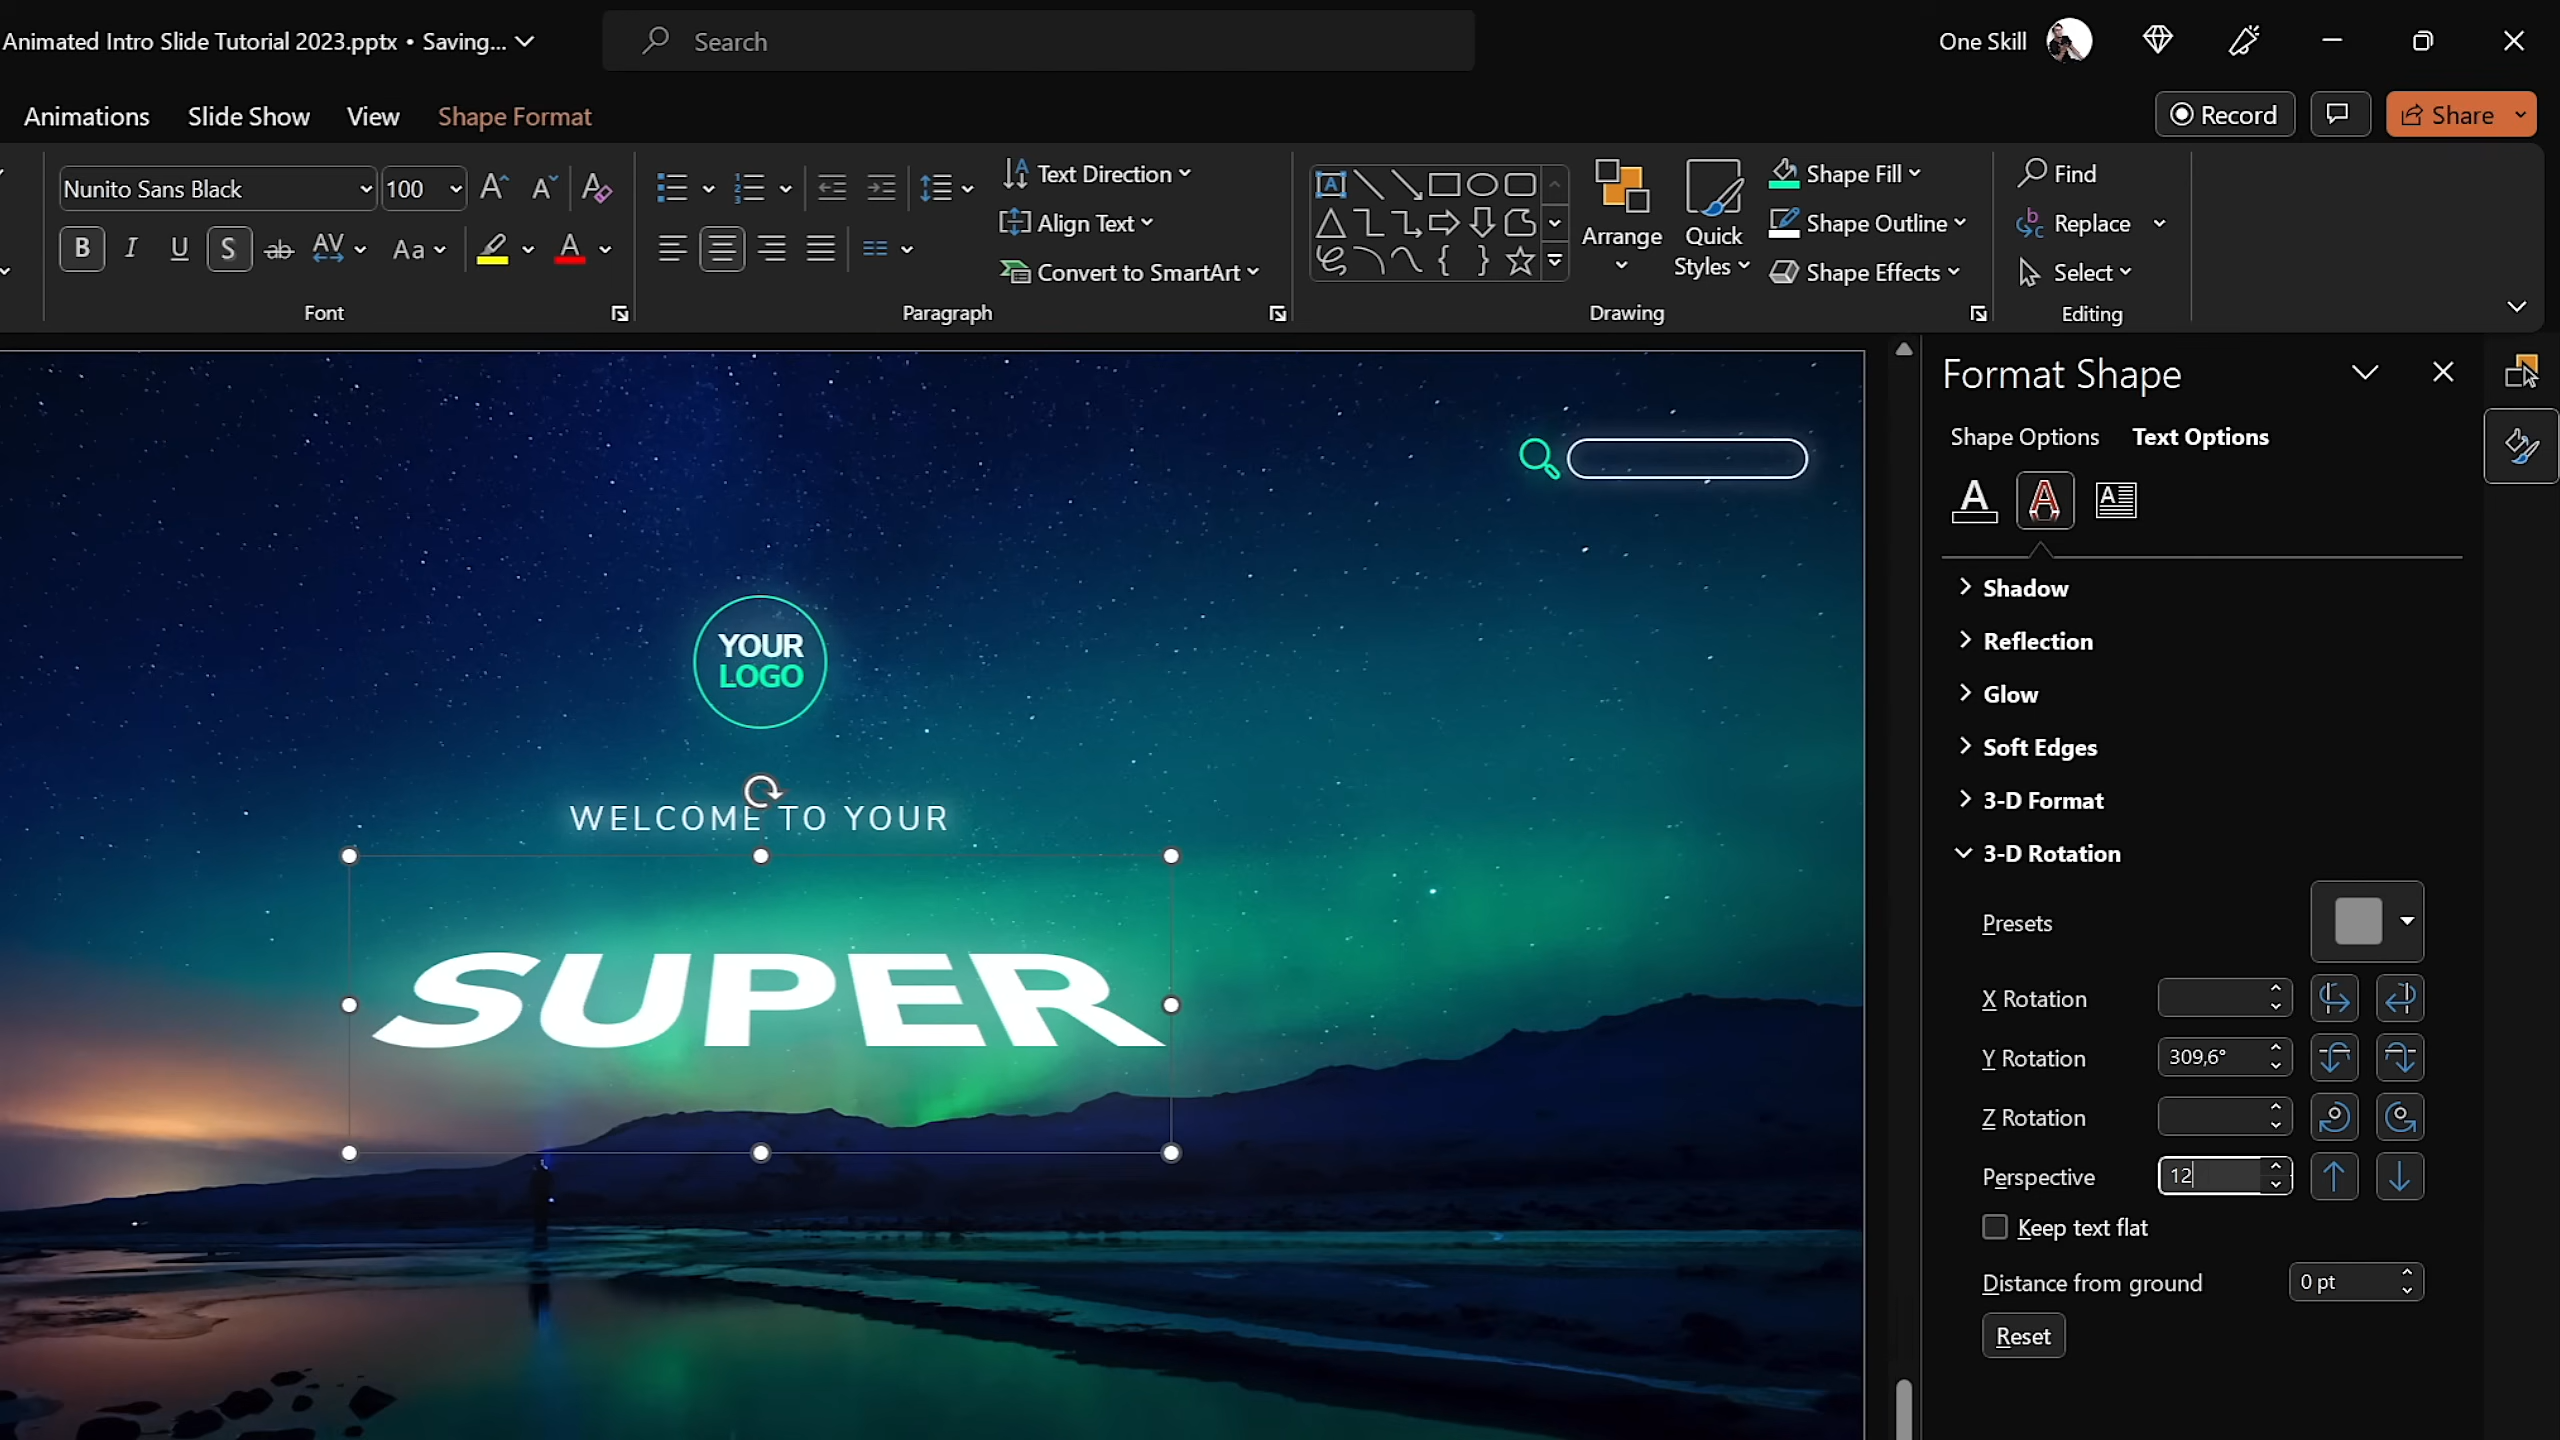 Animated Intro Slide Tutorial 2023.pptx • Saving...
Search
One Skill
Animations
Slide Show
View
Shape Format
Record
Share
Nunito Sans Black
100
Text Direction
Align Text
Convert to SmartArt
Arrange
Quick
Styles
Shape Fill
Shape Outline
Shape Effects
Find
Replace
Select
Font
Paragraph
Drawing
Editing
Format Shape
Shape Options
Text Options
Shadow
Reflection
Glow
Soft Edges
3-D Format
3-D Rotation
Presets
X Rotation
Y Rotation
309,6°
Z Rotation
Perspective
12
Keep text flat
Distance from ground
0 pt
Reset
YOUR
LOGO
WELCOME TO YOUR
SUPER